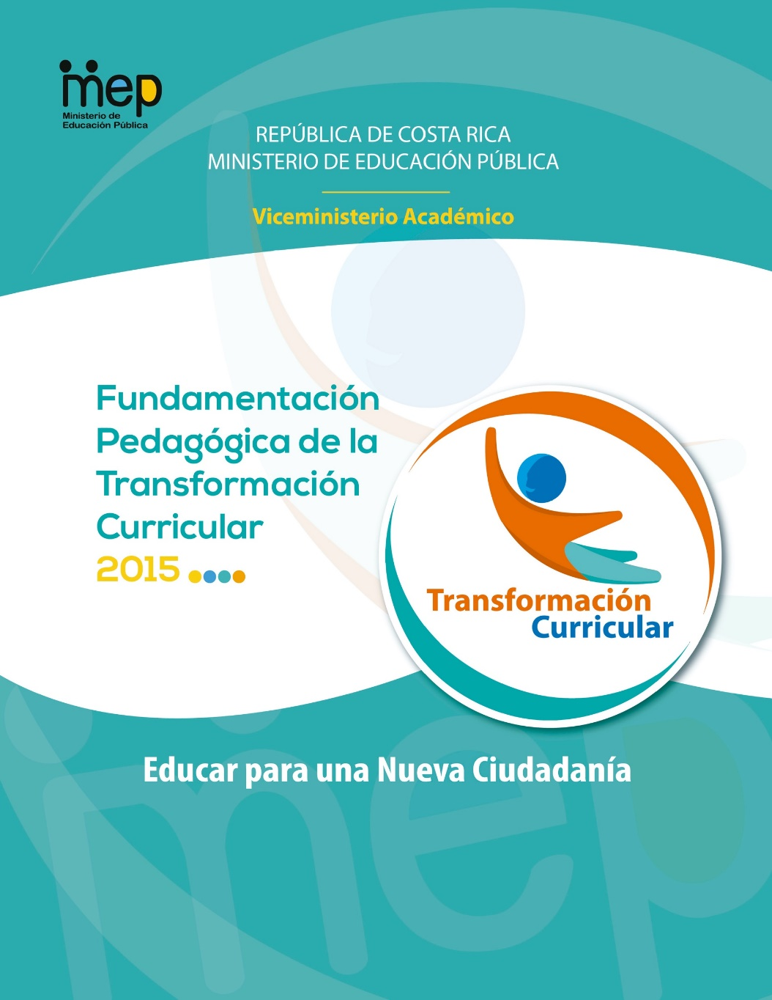 mep
Ministerio de
Educación Pública
REPÚBLICA DE COSTA RICA
MINISTERIO DE EDUCACIÓN PÚBLICA
Viceministerio Académico
Fundamentación
Pedagógica de la
Transformación
Curricular
2015
Transformación
Curricular
Educar para una Nueva Ciudadanía
mep